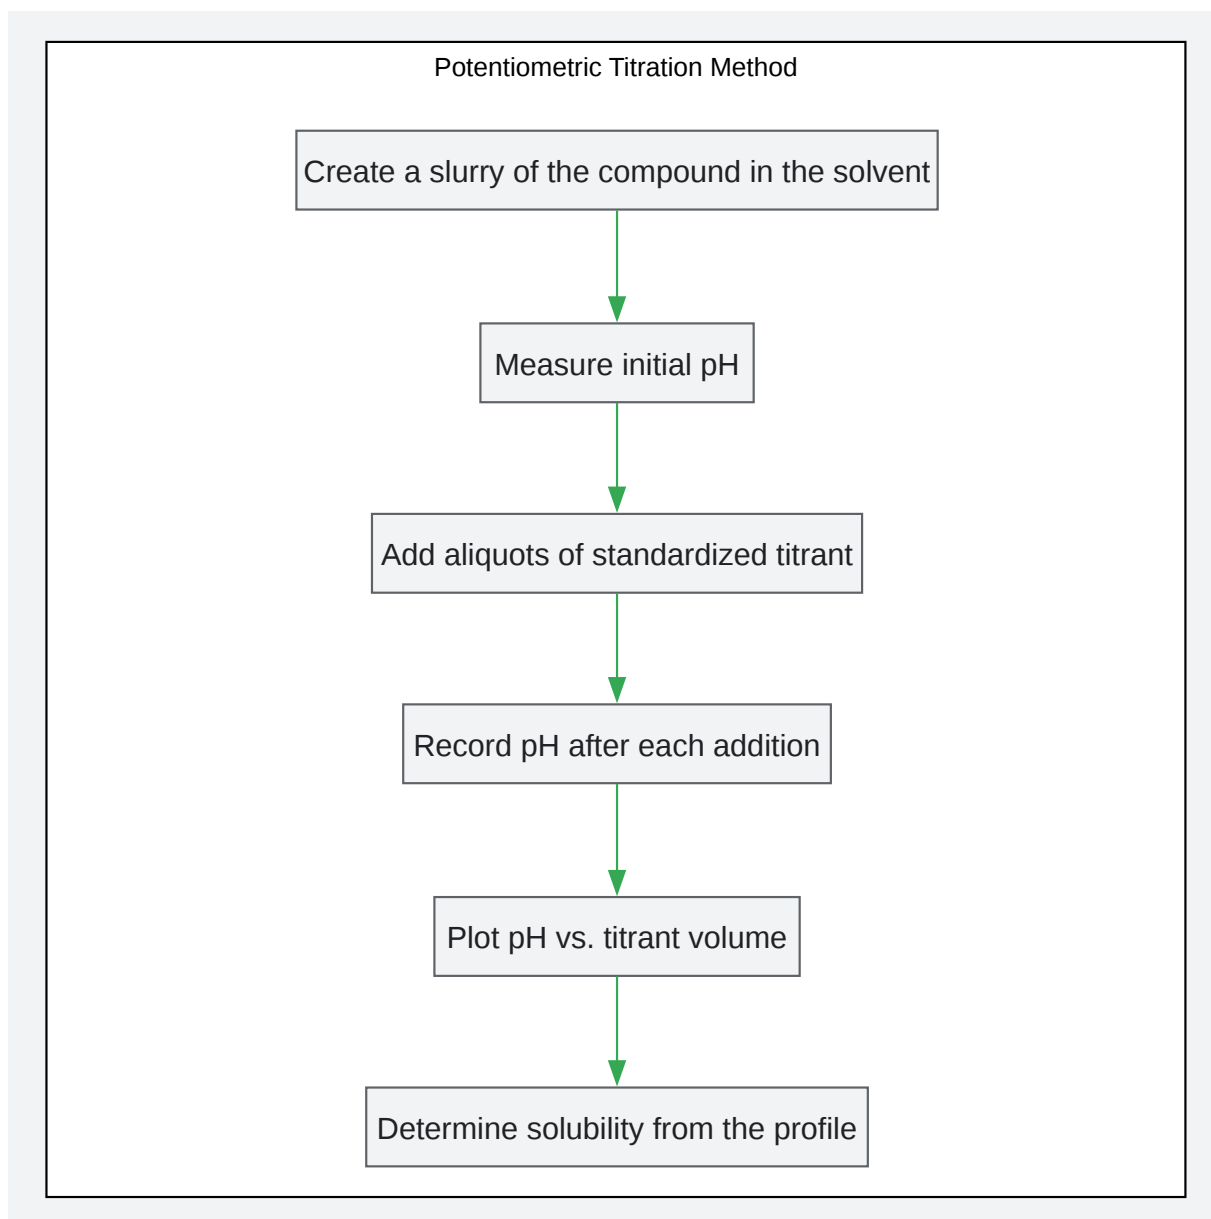 Potentiometric Titration Method
Create a slurry of the compound in the solvent
Measure initial pH
Add aliquots of standardized titrant
Record pH after each addition
Plot pH vs. titrant volume
Determine solubility from the profile